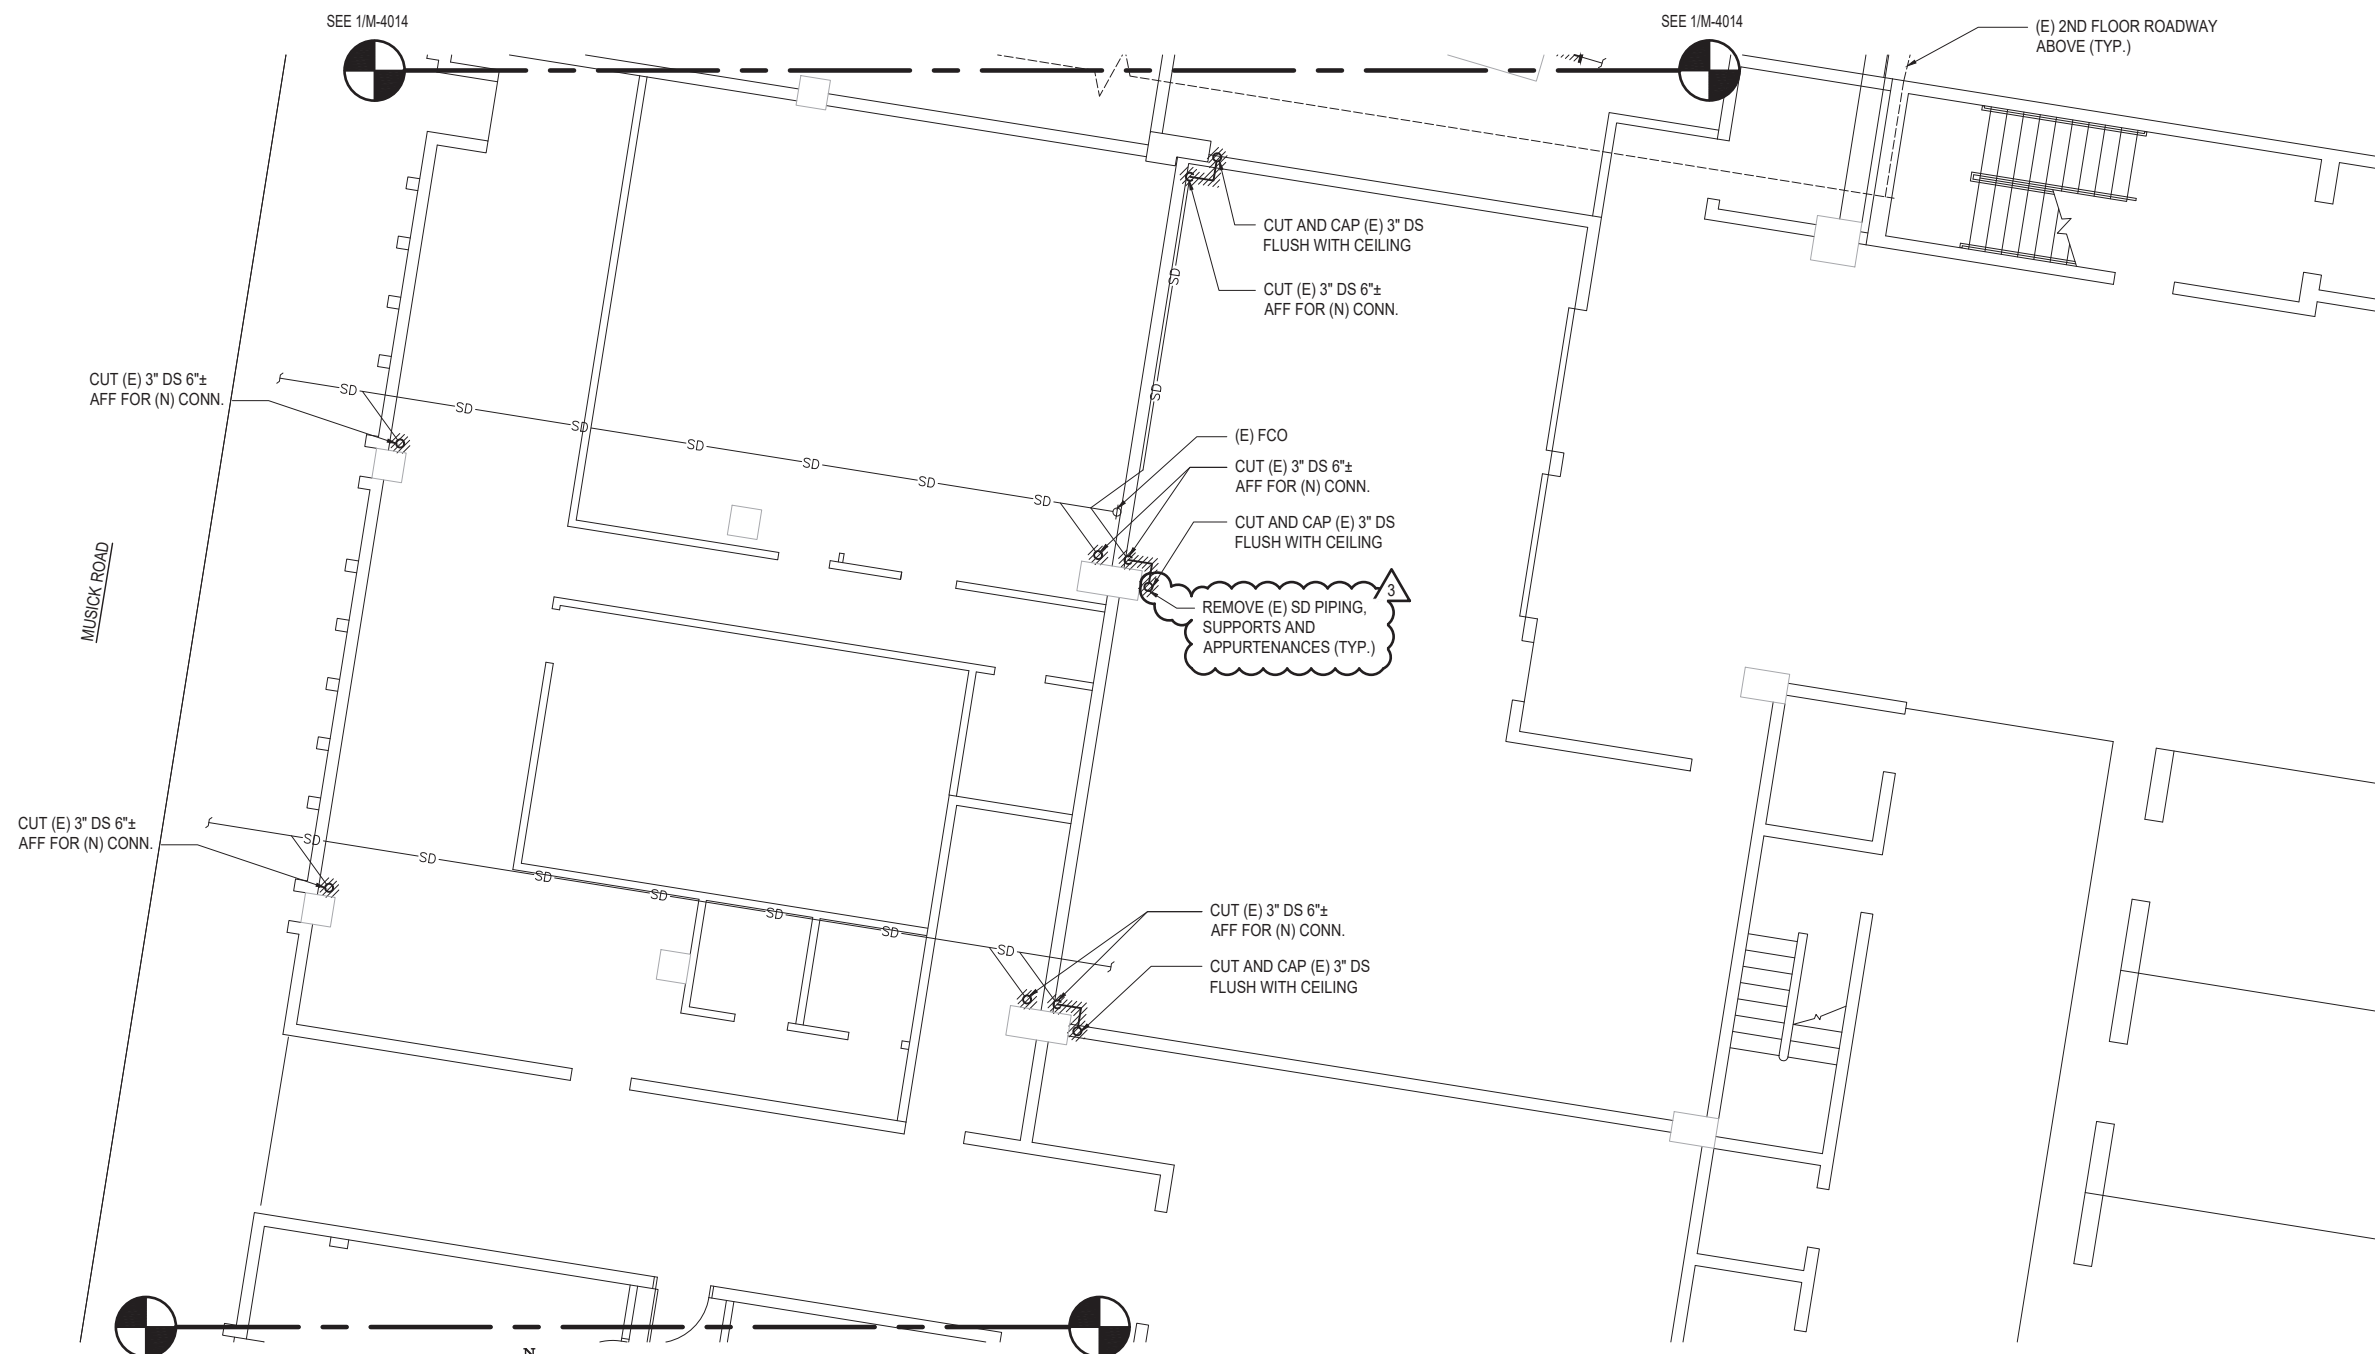 SEE 1/M-4014
SEE 1/M-4014
(E) 2ND FLOOR ROADWAY
ABOVE (TYP.)
CUT AND CAP (E) 3" DS
FLUSH WITH CEILING
SD
CUT (E) 3" DS 6"±
AFF FOR (N) CONN.
CUT (E) 3" DS 6"±
AFF FOR (N) CONN.
SD
SD
SD
SD
SD
SD
SD
SD
(E) FCO
CUT (E) 3" DS 6"±
AFF FOR (N) CONN.
CUT AND CAP (E) 3" DS
FLUSH WITH CEILING
3
REMOVE (E) SD PIPING,
SUPPORTS AND
APPURTENANCES (TYP.)
MUSICK ROAD
CUT (E) 3" DS 6"±
AFF FOR (N) CONN.
SD
SD
SD
SD
SD
SD
SD
CUT (E) 3" DS 6"±
AFF FOR (N) CONN.
CUT AND CAP (E) 3" DS
FLUSH WITH CEILING
N